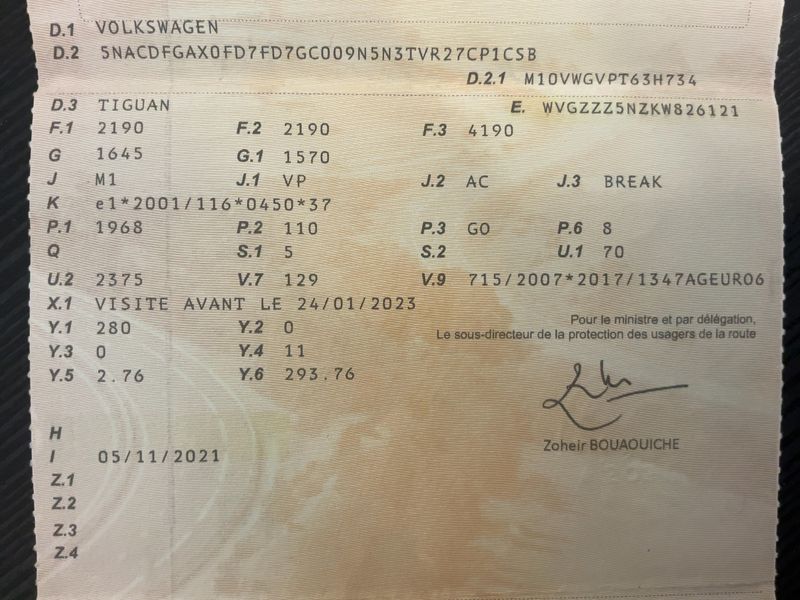 D.1 VOLKSWAGEN
D.2 5NACDFGAX0FD7FD7GC009N5N3TVR27CP1CSB
D.2.1 M10VWGVPT63H734
D.3 TIGUAN E. WVGZZZ5NZKW826121
F.1 2190 F.2 2190 F.3 4190
G 1645 G.1 1570
J M1 J.1 VP J.2 AC J.3 BREAK
K e1*2001/116*0450*37
P.1 1968 P.2 110 P.3 GO P.6 8
Q S.1 5 S.2 U.1 70
U.2 2375 V.7 129 V.9 715/2007*2017/1347AGEURO6
X.1 VISITE AVANT LE 24/01/2023
Y.1 280 Y.2 0
Pour le ministre et par délégation,
Le sous-directeur de la protection des usagers de la route
Y.3 0 Y.4 11
Y.5 2.76 Y.6 293.76
Zoheir BOUAOUICHE
H
I 05/11/2021
Z.1
Z.2
Z.3
Z.4